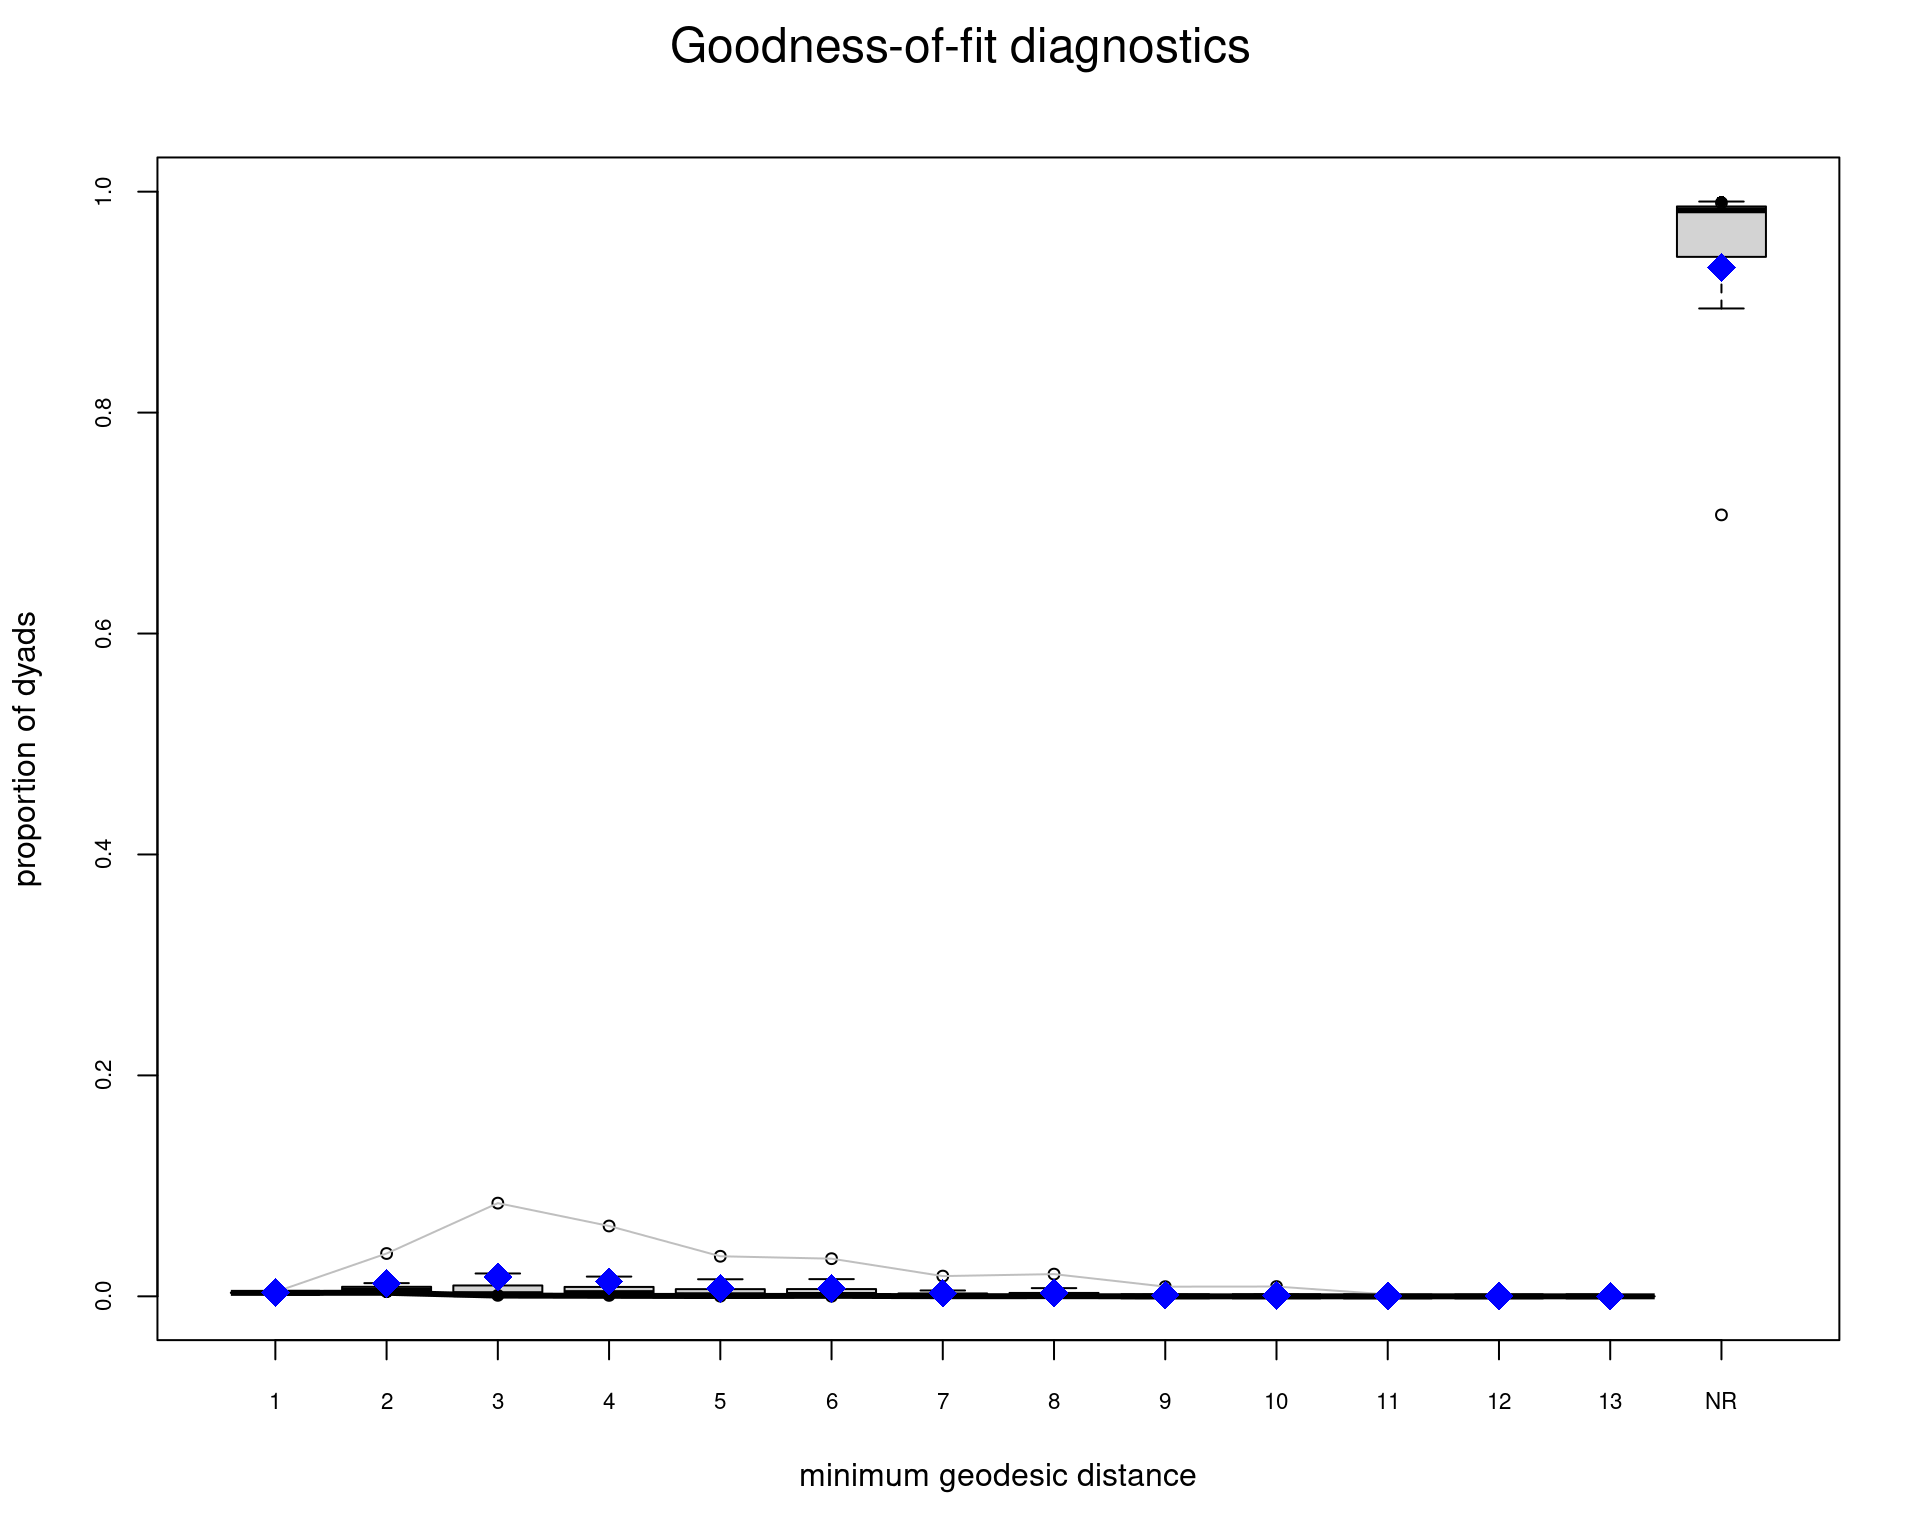 Goodness-of-fit diagnostics
proportion of dyads
1.0
0.8
0.6
0.4
0.2
0.0
1 2 3 4 5 6 7 8 9 10 11 12 13 NR
minimum geodesic distance